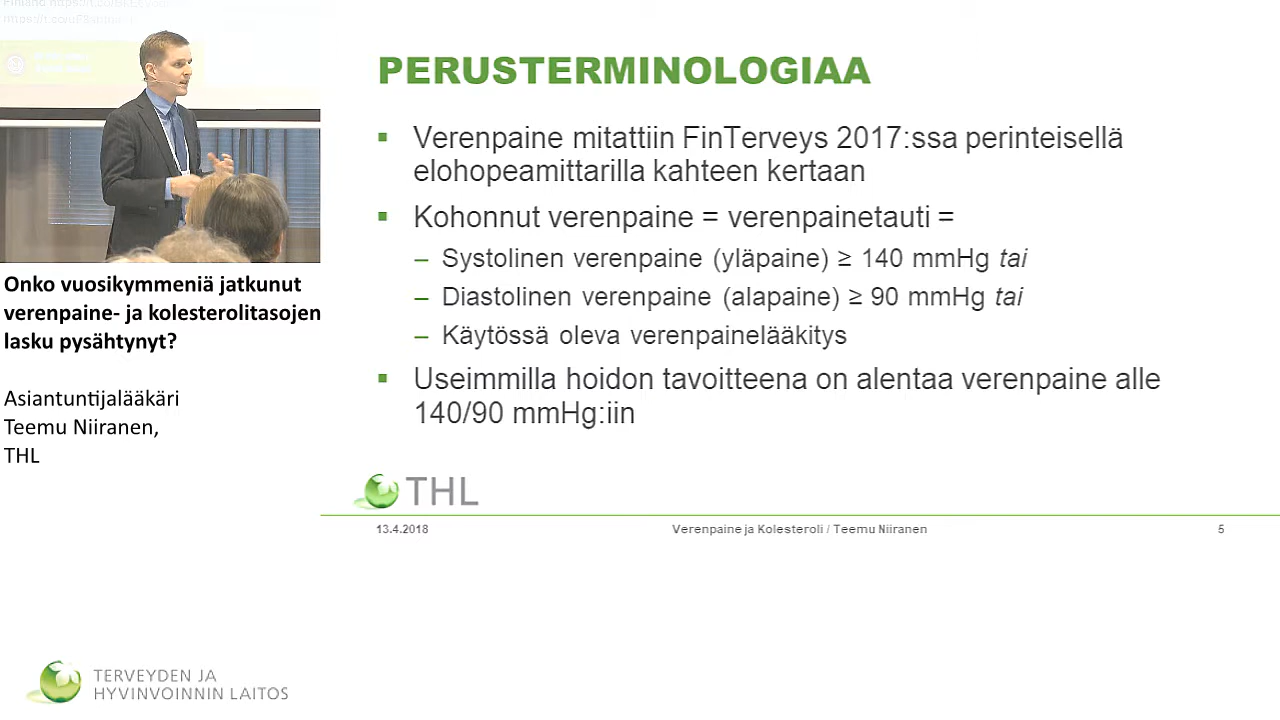 PERUSTERMINOLOGIAA
▪ Verenpaine mitattiin FinTerveys 2017:ssa perinteisellä
elohopeamittarilla kahteen kertaan
▪ Kohonnut verenpaine = verenpainetauti =
– Systolinen verenpaine (yläpaine) ≥ 140 mmHg tai
– Diastolinen verenpaine (alapaine) ≥ 90 mmHg tai
– Käytössä oleva verenpainelääkitys
▪ Useimmilla hoidon tavoitteena on alentaa verenpaine alle
140/90 mmHg:iin
THL
13.4.2018 Verenpaine ja Kolesteroli / Teemu Niiranen 5
Onko vuosikymmeniä jatkunut
verenpaine- ja kolesterolitasojen
lasku pysähtynyt?
Asiantuntijalääkäri
Teemu Niiranen,
THL
TERVEYDEN JA
HYVINVOINNIN LAITOS